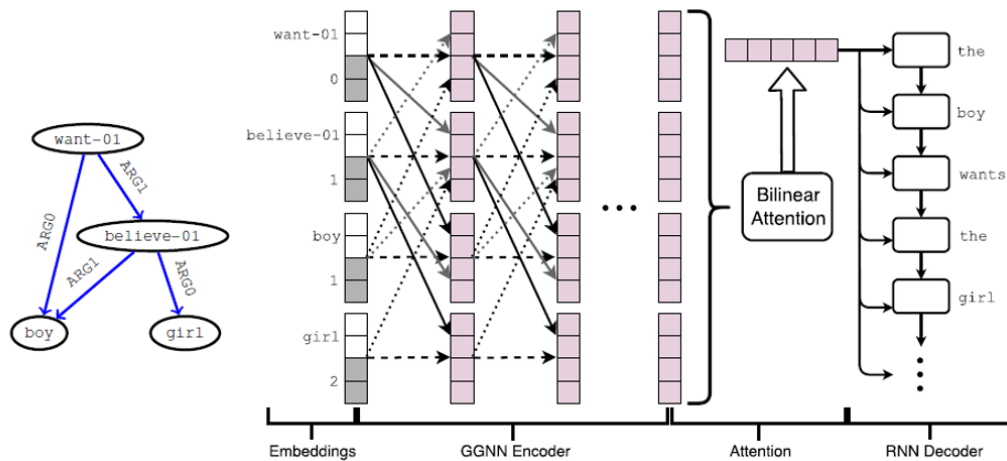 want-01
ARG1
ARG0
believe-01
ARG1
ARG0
boy
girl
want-01
0
believe-01
1
boy
1
girl
2
...
Bilinear
Attention
the
boy
wants
the
girl
Embeddings
GGNN Encoder
Attention
RNN Decoder